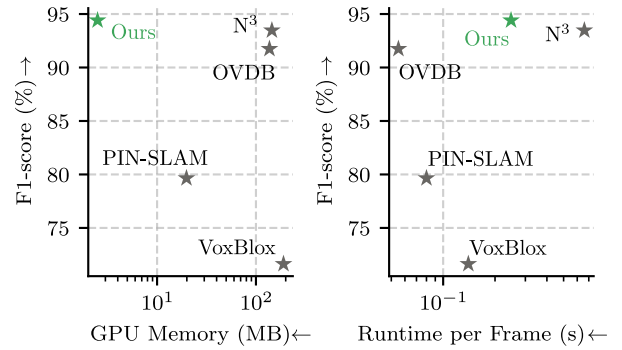 95
90
85
80
75
F1-score (%)→
Ours
N³
OVDB
PIN-SLAM
VoxBlox
10¹
10²
GPU Memory (MB)←
95
90
85
80
75
F1-score (%)→
Ours
N³
OVDB
PIN-SLAM
VoxBlox
10⁻¹
Runtime per Frame (s)←